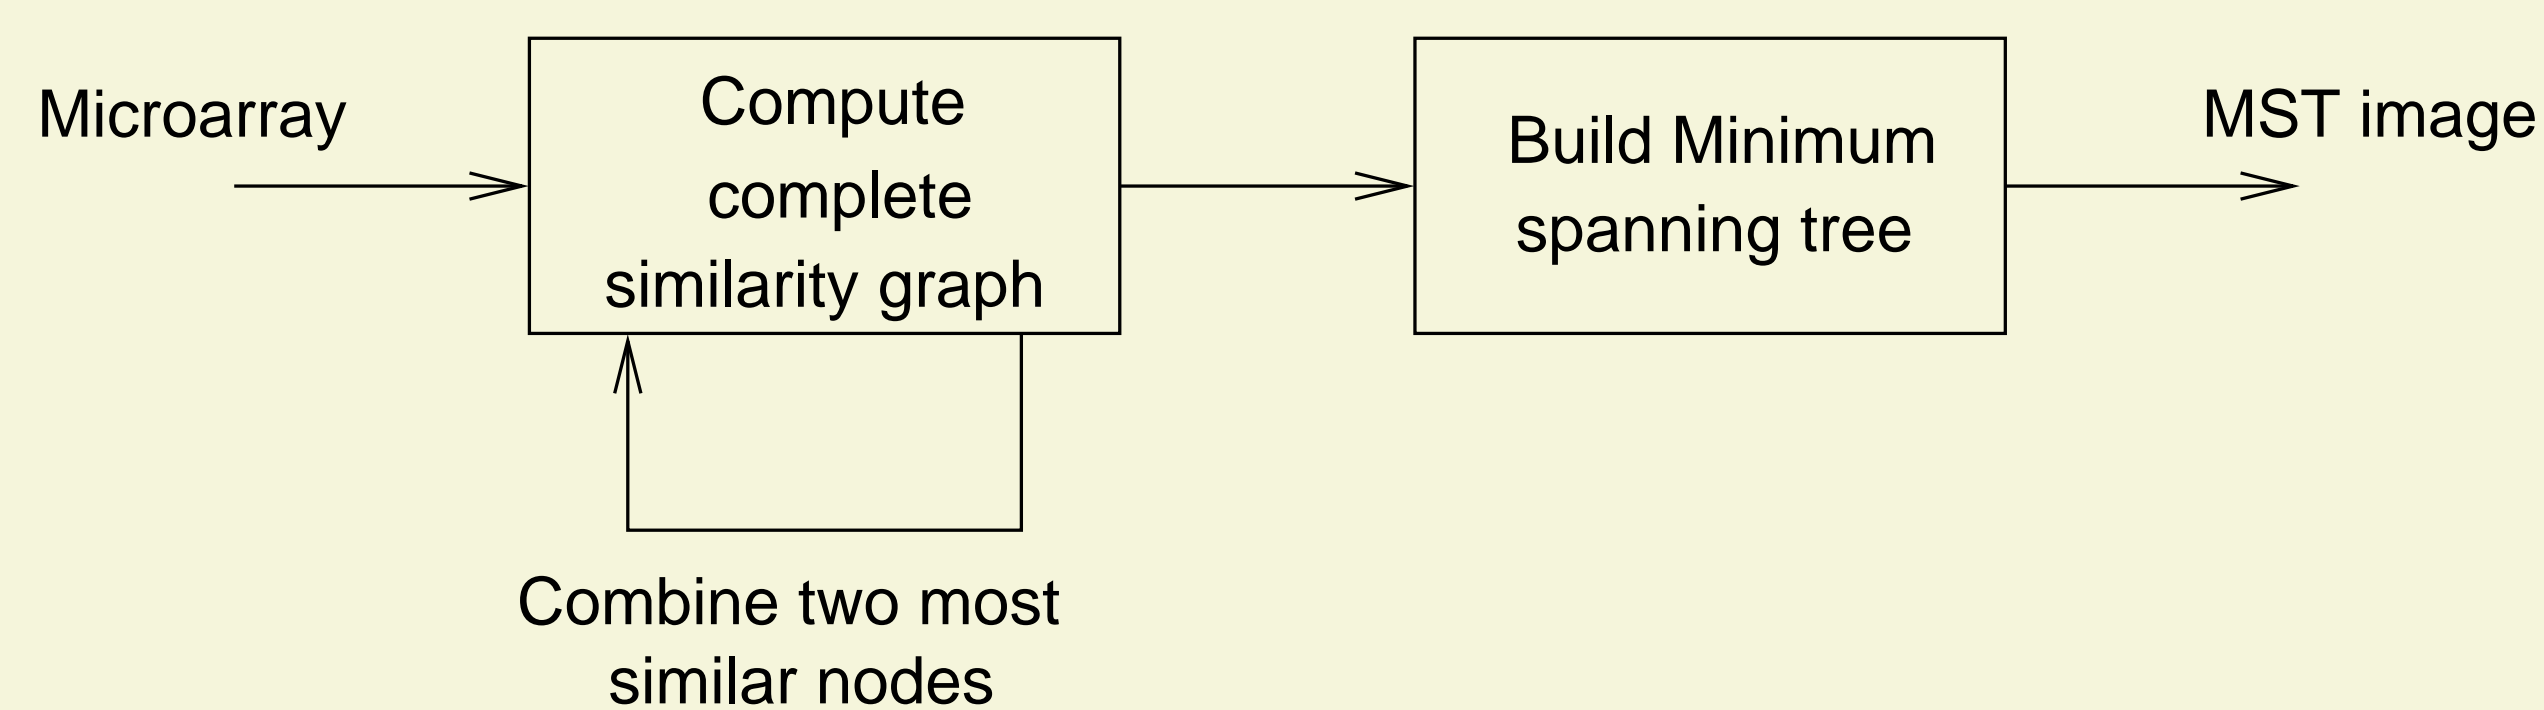 Microarray
Compute
complete
similarity graph
Build Minimum
spanning tree
MST image
Combine two most
similar nodes